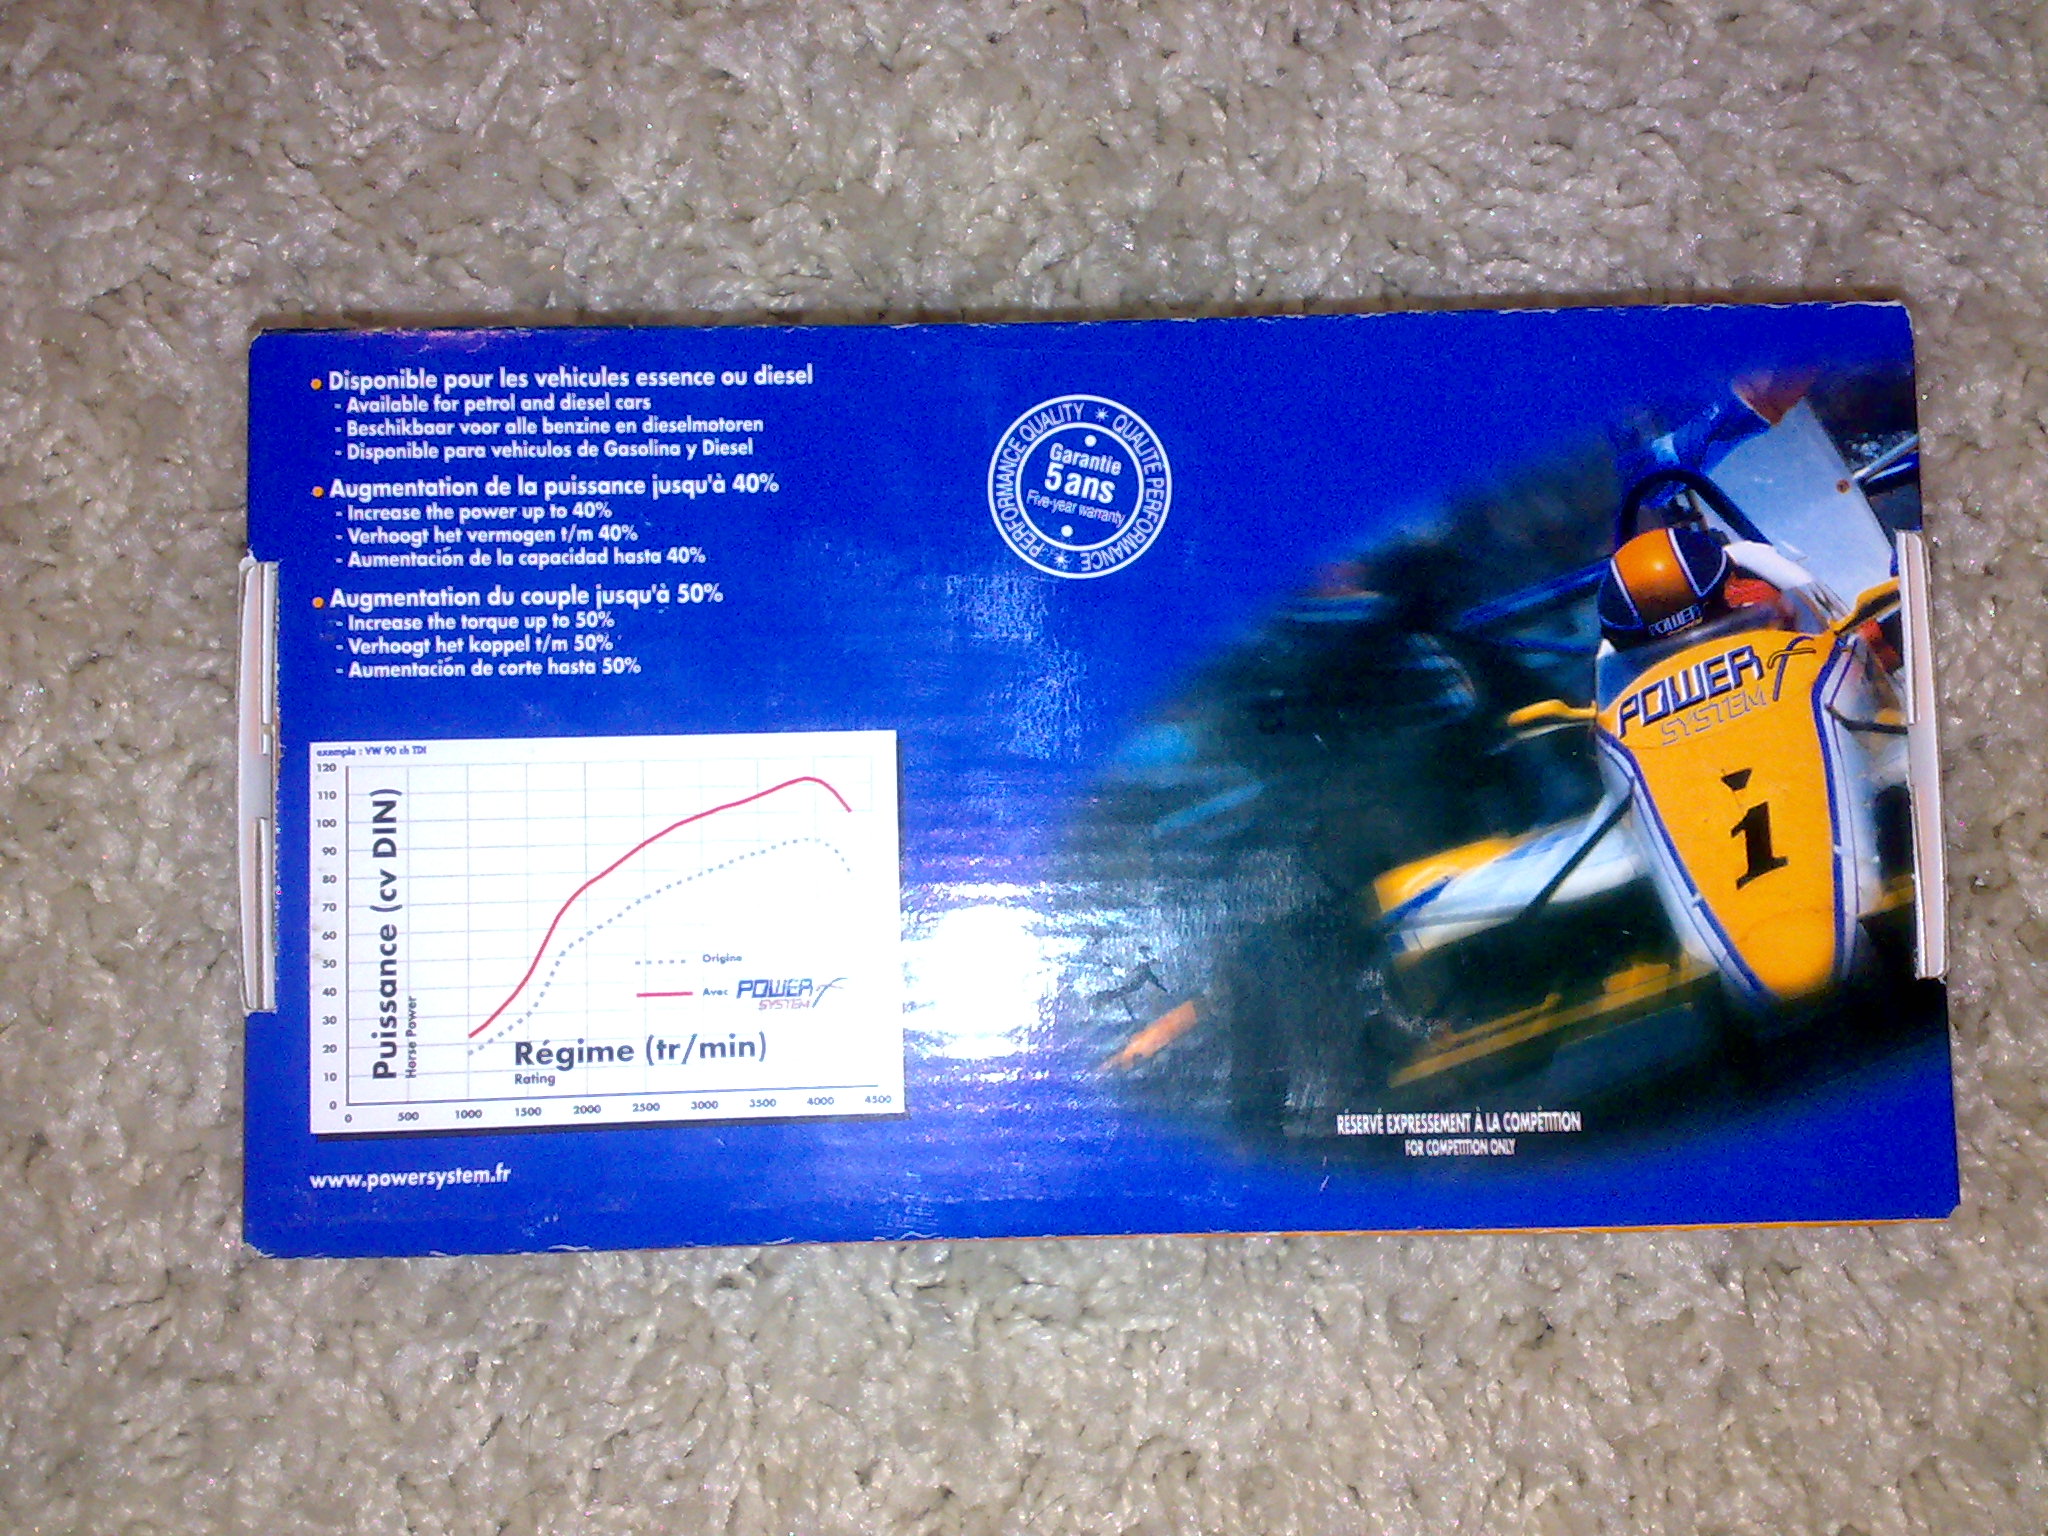 • Disponible pour les vehicules essence ou diesel
- Available for petrol and diesel cars
- Beschikbaar voor alle benzine en dieselmotoren
- Disponible para vehiculos de Gasolina y Diesel
• Augmentation de la puissance jusqu'à 40%
- Increase the power up to 40%
- Verhoogt het vermogen t/m 40%
- Aumentación de la capacidad hasta 40%
• Augmentation du couple jusqu'à 50%
- Increase the torque up to 50%
- Verhoogt het koppel t/m 50%
- Aumentación de corte hasta 50%
PERFORMANCE QUALITY * QUALITÉ PERFORMANCE *
Garantie
5 ans
Five-year warranty
POWER
POWER
SYSTEM
1
exemple : VW 90 ch TDI
120
110
100
90
80
70
60
50
40
30
20
10
0
Puissance (cv DIN)
Horse Power
Origine
Avec POWER
SYSTEM
Régime (tr/min)
Rating
0 500 1000 1500 2000 2500 3000 3500 4000 4500
www.powersystem.fr
RÉSERVÉ EXPRESSEMENT À LA COMPÉTITION
FOR COMPETITION ONLY